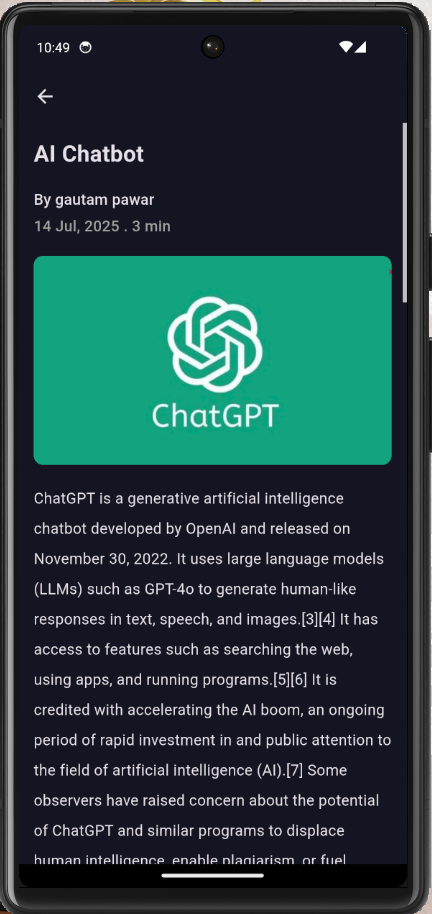 10:49
AI Chatbot
By gautam pawar
14 Jul, 2025 . 3 min
ChatGPT
ChatGPT is a generative artificial intelligence
chatbot developed by OpenAI and released on
November 30, 2022. It uses large language models
(LLMs) such as GPT-4o to generate human-like
responses in text, speech, and images.[3][4] It has
access to features such as searching the web,
using apps, and running programs.[5][6] It is
credited with accelerating the AI boom, an ongoing
period of rapid investment in and public attention to
the field of artificial intelligence (AI).[7] Some
observers have raised concern about the potential
of ChatGPT and similar programs to displace
human intelligence, enable plagiarism, or fuel